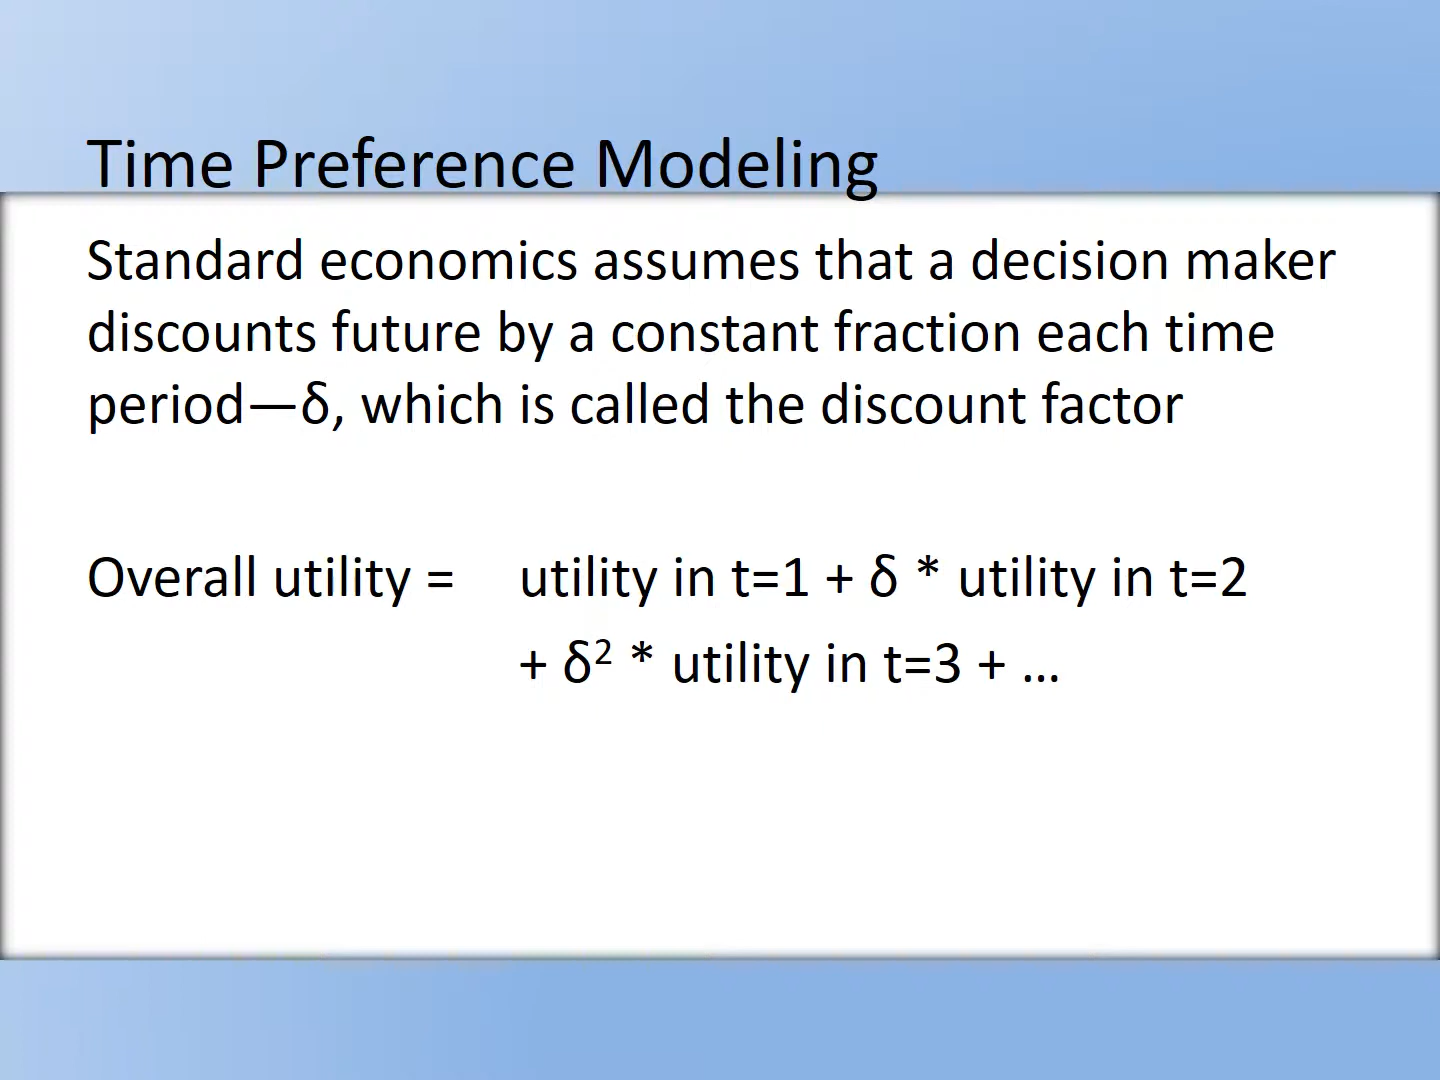 Time Preference Modeling
Standard economics assumes that a decision maker
discounts future by a constant fraction each time
period—δ, which is called the discount factor
Overall utility = utility in t=1 + δ * utility in t=2
+ δ² * utility in t=3 + …